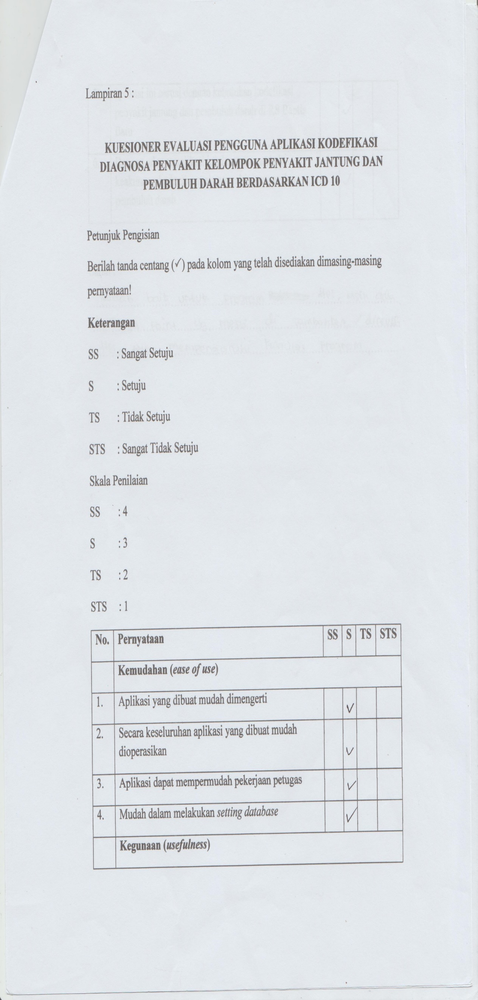 Lampiran 5 :
KUESIONER EVALUASI PENGGUNA APLIKASI KODEFIKASI
DIAGNOSA PENYAKIT KELOMPOK PENYAKIT JANTUNG DAN
PEMBULUH DARAH BERDASARKAN ICD 10
Petunjuk Pengisian
Berilah tanda centang (✓) pada kolom yang telah disediakan dimasing-masing
pernyataan!
Keterangan
SS : Sangat Setuju
S : Setuju
TS : Tidak Setuju
STS : Sangat Tidak Setuju
Skala Penilaian
SS : 4
S : 3
TS : 2
STS : 1
No. Pernyataan SS S TS STS
Kemudahan (ease of use)
1. Aplikasi yang dibuat mudah dimengerti ✓
2. Secara keseluruhan aplikasi yang dibuat mudah
dioperasikan ✓
3. Aplikasi dapat mempermudah pekerjaan petugas ✓
4. Mudah dalam melakukan setting database ✓
Kegunaan (usefulness)